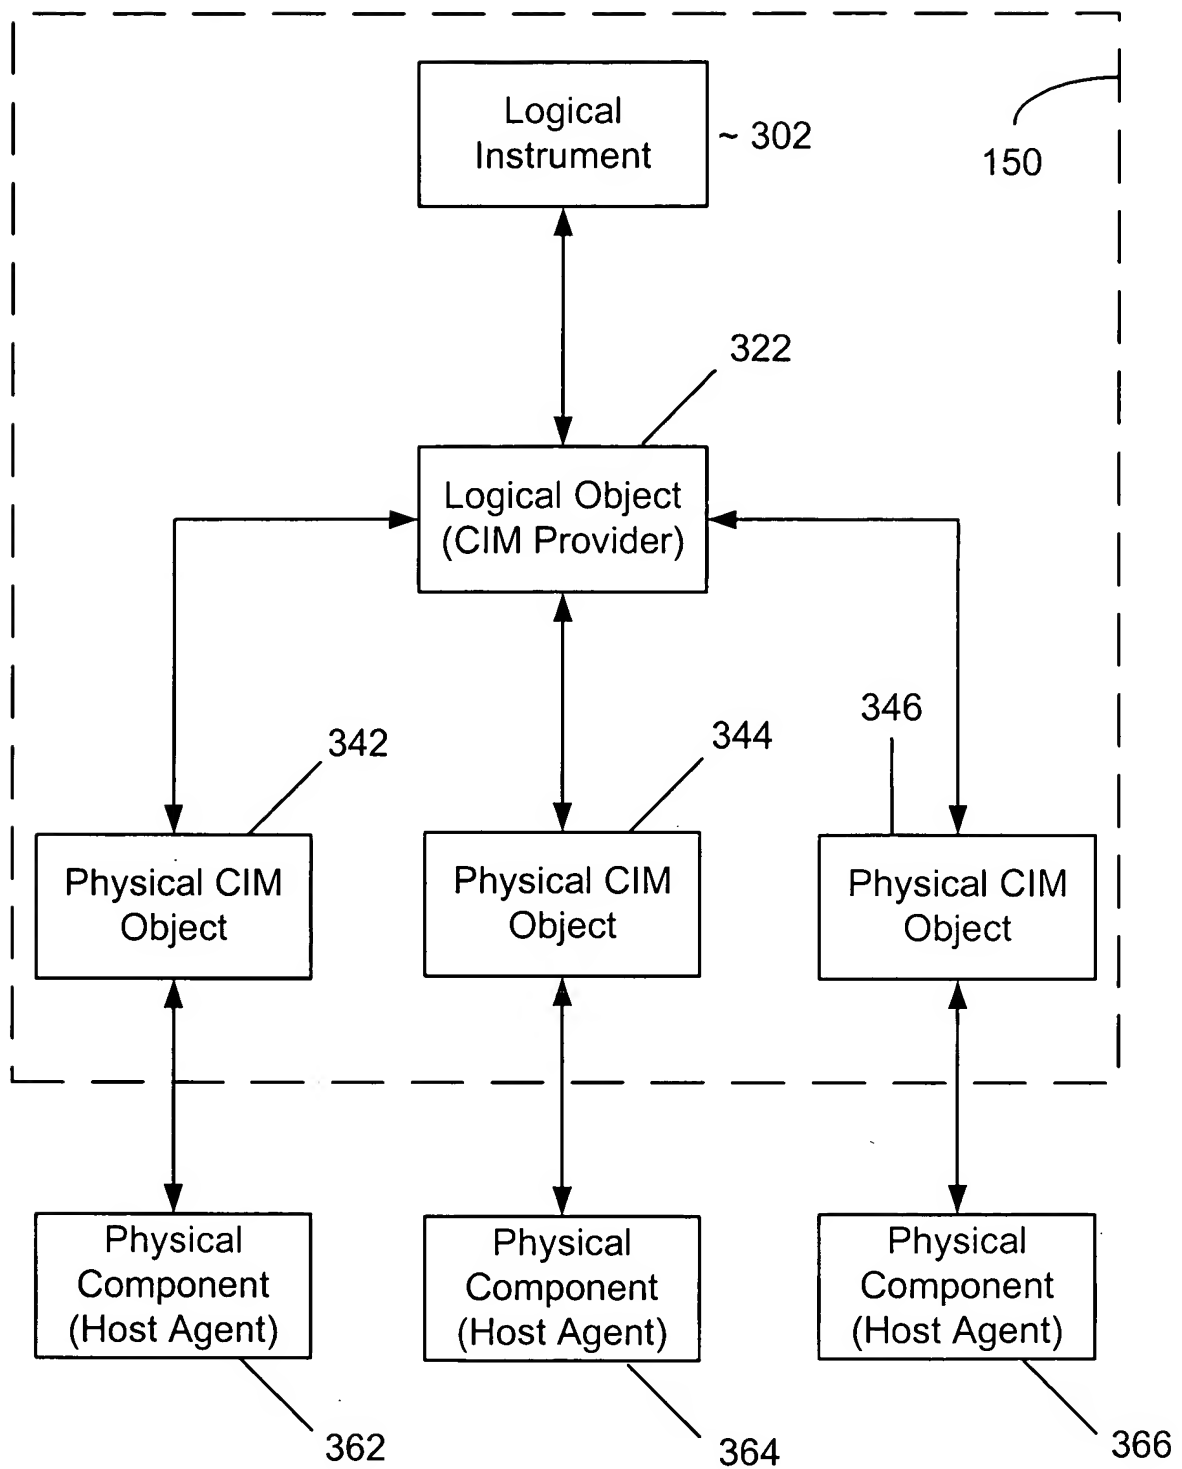 Logical
Instrument
~ 302
150
322
Logical Object
(CIM Provider)
346
342
344
Physical CIM
Object
Physical CIM
Object
Physical CIM
Object
Physical
Component
(Host Agent)
Physical
Component
(Host Agent)
Physical
Component
(Host Agent)
362
364
366